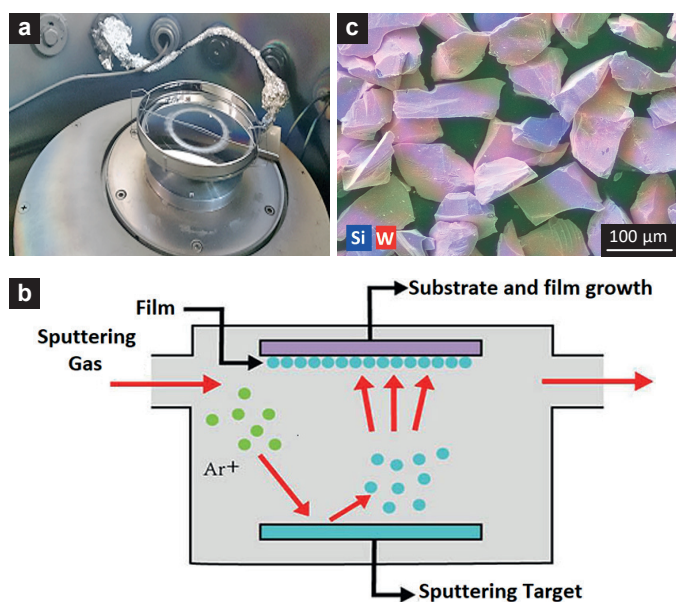 a
c
Si W
100 µm
b
Substrate and film growth
Film
Sputtering
Gas
Ar+
Sputtering Target